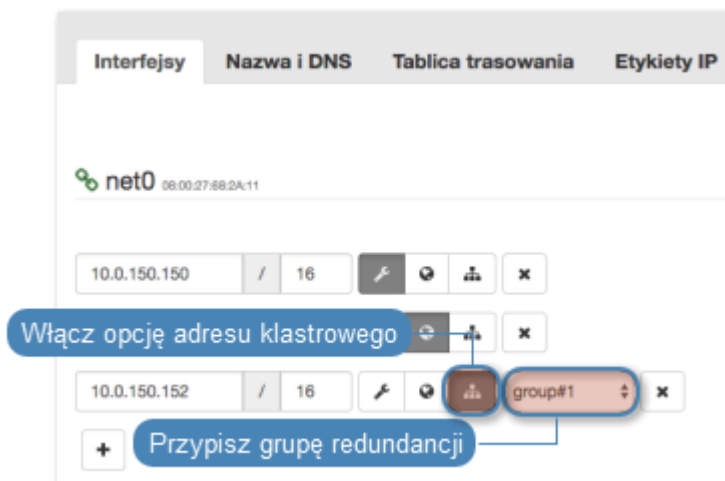 Interfejsy Nazwa i DNS Tablica trasowania Etykiety IP
net0 08:00:27:68:2A:11
10.0.150.150 / 16
Włącz opcję adresu klastrowego
10.0.150.152 / 16 group#1
+ Przypisz grupę redundancji